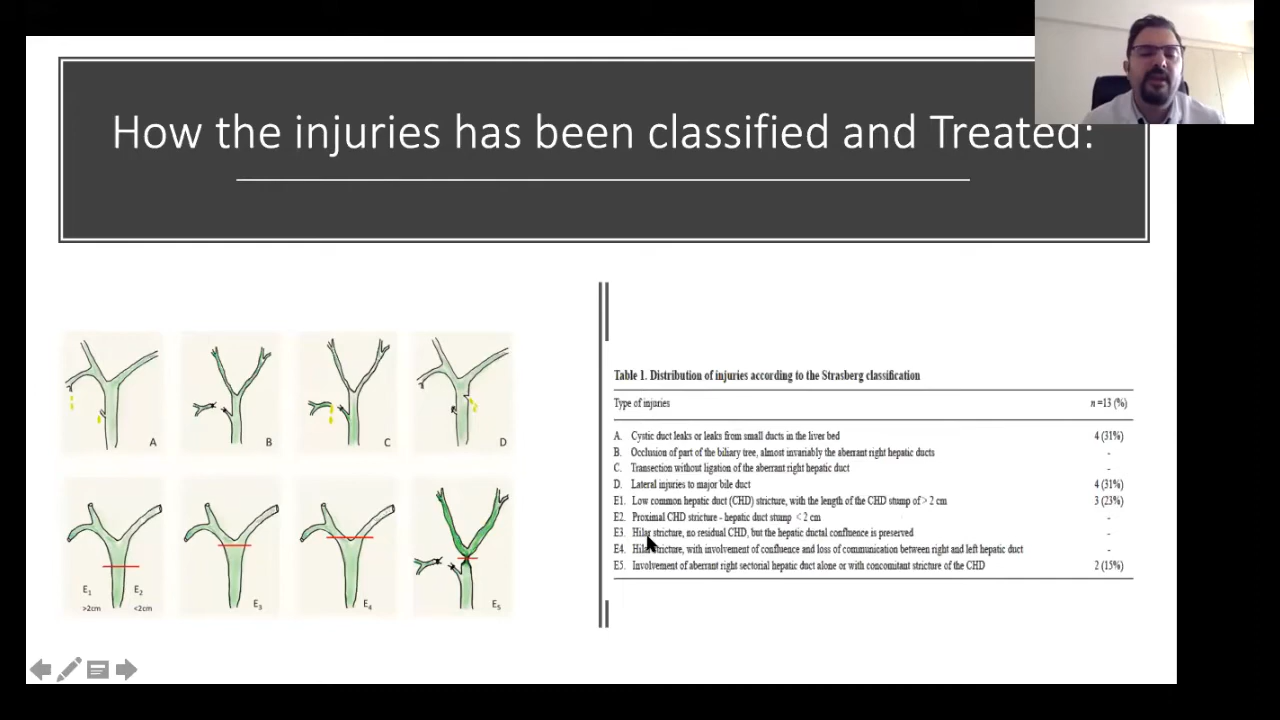 How the injuries has been classified and Treated:
A
B
C
D
E1 E2
>2cm <2cm
E3
E4
E5
Table 1. Distribution of injuries according to the Strasberg classification
Type of injuries n =13 (%)
A. Cystic duct leaks or leaks from small ducts in the liver bed 4 (31%)
B. Occlusion of part of the biliary tree, almost invariably the aberrant right hepatic ducts -
C. Transection without ligation of the aberrant right hepatic duct -
D. Lateral injuries to major bile duct 4 (31%)
E1. Low common hepatic duct (CHD) stricture, with the length of the CHD stump of > 2 cm 3 (23%)
E2. Proximal CHD stricture - hepatic duct stump < 2 cm -
E3. Hilar stricture, no residual CHD, but the hepatic ductal confluence is preserved -
E4. Hilar stricture, with involvement of confluence and loss of communication between right and left hepatic duct -
E5. Involvement of aberrant right sectorial hepatic duct alone or with concomitant stricture of the CHD 2 (15%)